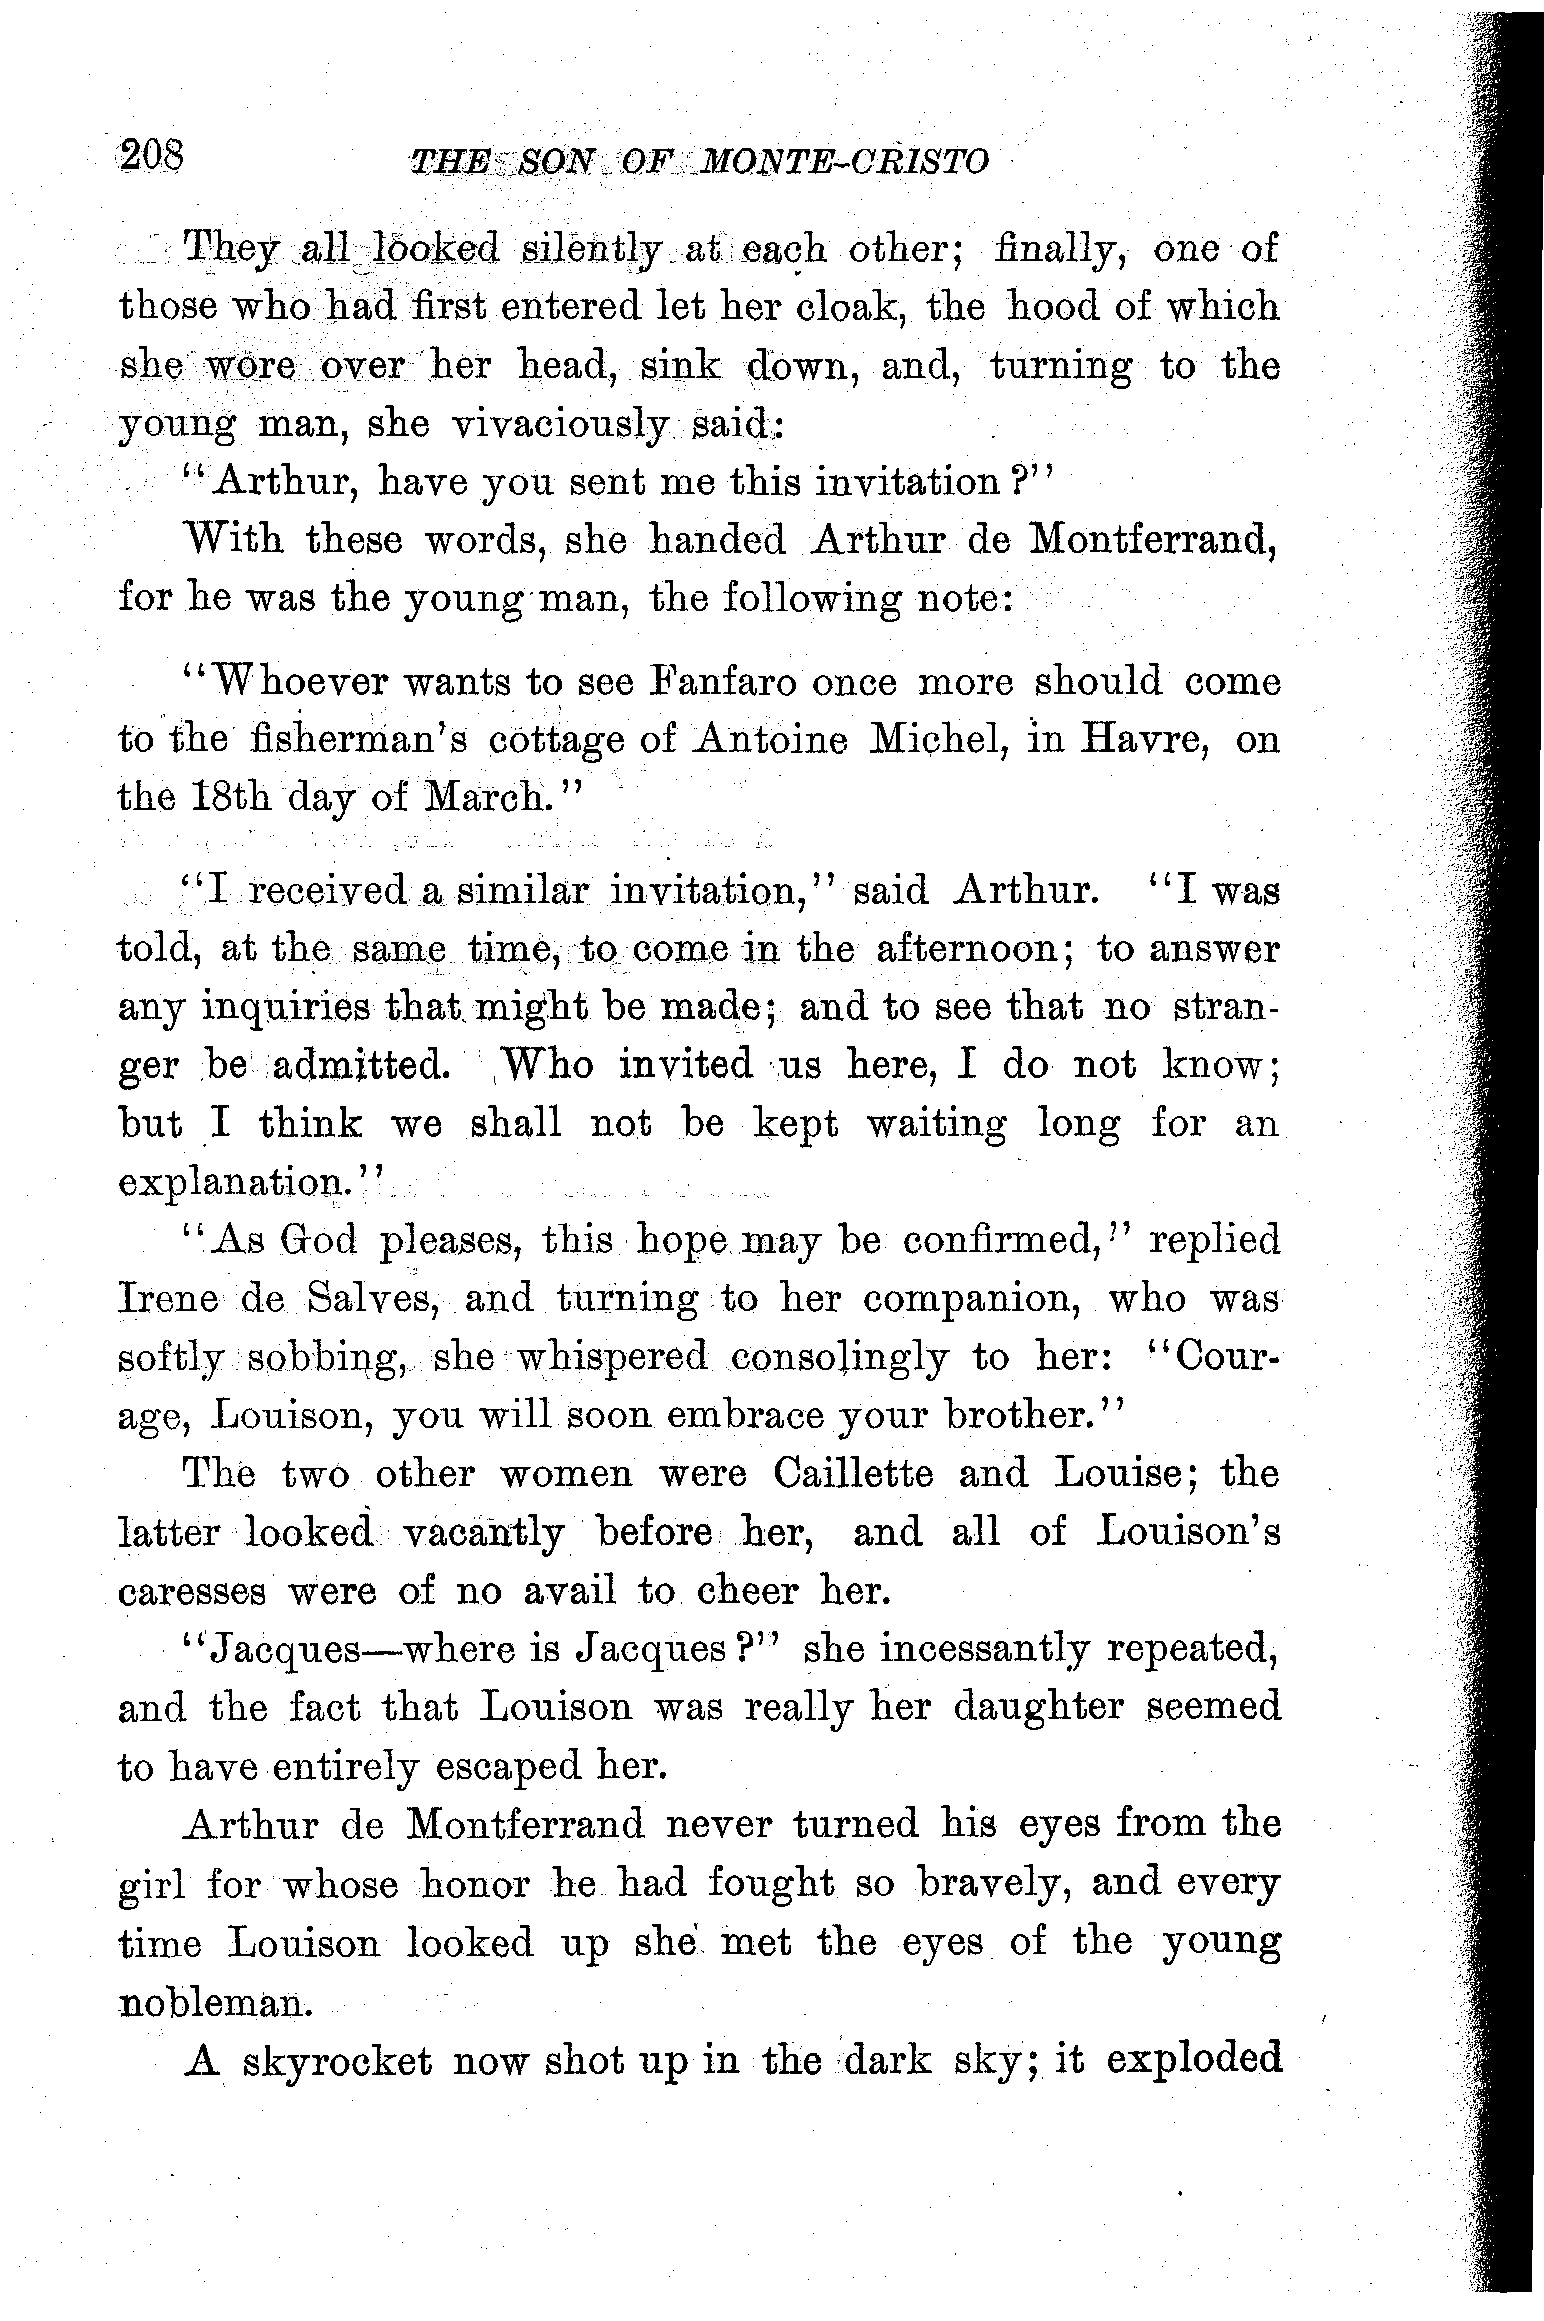 208 THE SON OF MONTE-CRISTO
They all looked silently at each other; finally, one of
those who had first entered let her cloak, the hood of which
she wore over her head, sink down, and, turning to the
young man, she vivaciously said:
"Arthur, have you sent me this invitation?"
With these words, she handed Arthur de Montferrand,
for he was the young man, the following note:
"Whoever wants to see Fanfaro once more should come
to the fisherman's cottage of Antoine Michel, in Havre, on
the 18th day of March."
"I received a similar invitation," said Arthur. "I was
told, at the same time, to come in the afternoon; to answer
any inquiries that might be made; and to see that no stran-
ger be admitted. Who invited us here, I do not know;
but I think we shall not be kept waiting long for an
explanation."
"As God pleases, this hope may be confirmed," replied
Irene de Salves, and turning to her companion, who was
softly sobbing, she whispered consolingly to her: "Cour-
age, Louison, you will soon embrace your brother."
The two other women were Caillette and Louise; the
latter looked vacantly before her, and all of Louison's
caresses were of no avail to cheer her.
"Jacques—where is Jacques?" she incessantly repeated,
and the fact that Louison was really her daughter seemed
to have entirely escaped her.
Arthur de Montferrand never turned his eyes from the
girl for whose honor he had fought so bravely, and every
time Louison looked up she met the eyes of the young
nobleman.
A skyrocket now shot up in the dark sky; it exploded